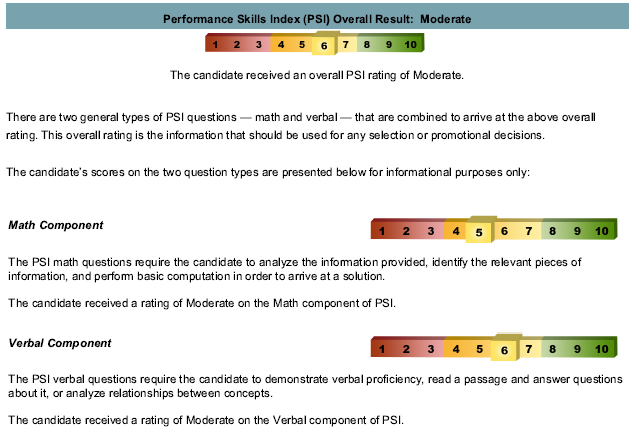 Performance Skills Index (PSI) Overall Result: Moderate
1 2 3 4 5 6 7 8 9 10
The candidate received an overall PSI rating of Moderate.
There are two general types of PSI questions — math and verbal — that are combined to arrive at the above overall
rating. This overall rating is the information that should be used for any selection or promotional decisions.
The candidate's scores on the two question types are presented below for informational purposes only:
Math Component
1 2 3 4 5 6 7 8 9 10
The PSI math questions require the candidate to analyze the information provided, identify the relevant pieces of
information, and perform basic computation in order to arrive at a solution.
The candidate received a rating of Moderate on the Math component of PSI.
Verbal Component
1 2 3 4 5 6 7 8 9 10
The PSI verbal questions require the candidate to demonstrate verbal proficiency, read a passage and answer questions
about it, or analyze relationships between concepts.
The candidate received a rating of Moderate on the Verbal component of PSI.